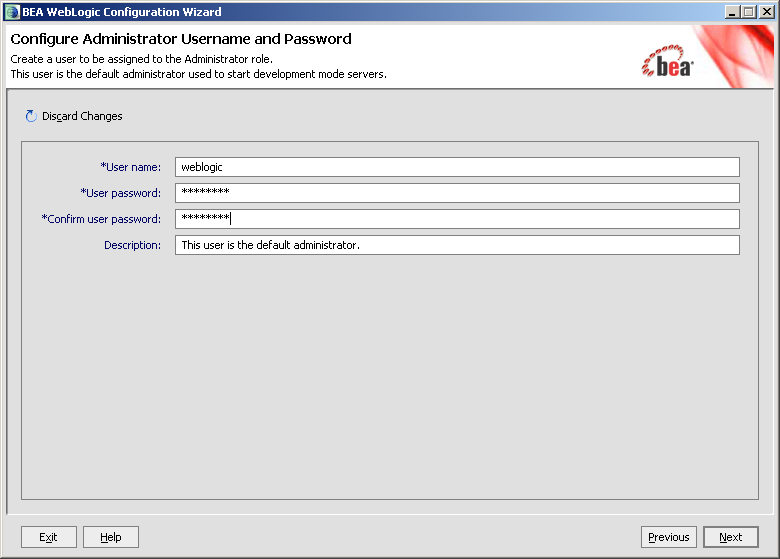 BEA WebLogic Configuration Wizard
Configure Administrator Username and Password
Create a user to be assigned to the Administrator role.
This user is the default administrator used to start development mode servers.
bea
Discard Changes
*User name: weblogic
*User password: ********
*Confirm user password: ********
Description: This user is the default administrator.
Exit Help Previous Next